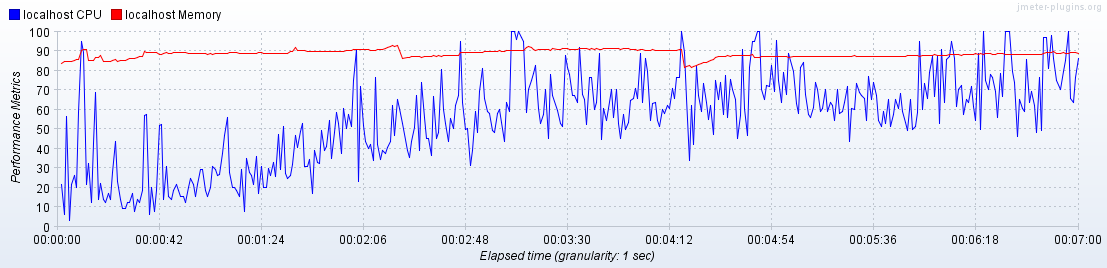 jmeter-plugins.org
localhost CPU localhost Memory
100
90
80
70
60
50
40
30
20
10
0
Performance Metrics
00:00:00 00:00:42 00:01:24 00:02:06 00:02:48 00:03:30 00:04:12 00:04:54 00:05:36 00:06:18 00:07:00
Elapsed time (granularity: 1 sec)